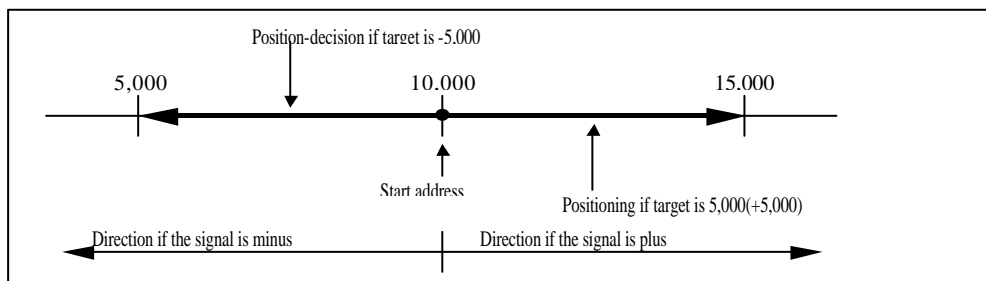 Position-decision if target is -5.000
5,000
10.000
15.000
Start address
Positioning if target is 5,000(+5,000)
Direction if the signal is minus
Direction if the signal is plus